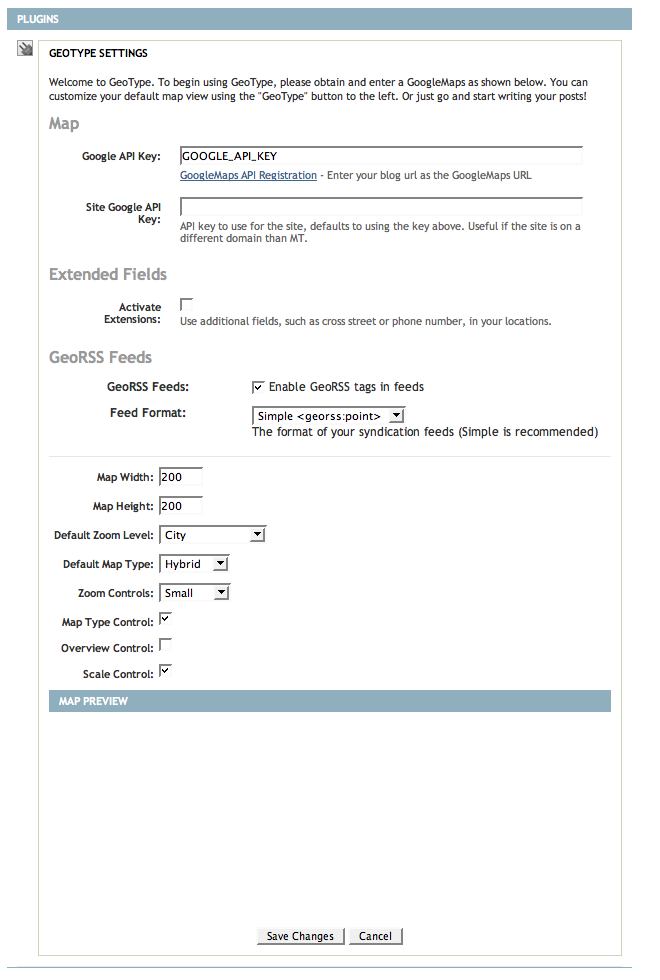 PLUGINS
GEOTYPE SETTINGS
Welcome to GeoType. To begin using GeoType, please obtain and enter a GoogleMaps as shown below. You can
customize your default map view using the "GeoType" button to the left. Or just go and start writing your posts!
Map
Google API Key: GOOGLE_API_KEY
GoogleMaps API Registration - Enter your blog url as the GoogleMaps URL
Site Google API
Key:
API key to use for the site, defaults to using the key above. Useful if the site is on a
different domain than MT.
Extended Fields
Activate
Extensions:
Use additional fields, such as cross street or phone number, in your locations.
GeoRSS Feeds
GeoRSS Feeds: Enable GeoRSS tags in feeds
Feed Format: Simple <georss:point>
The format of your syndication feeds (Simple is recommended)
Map Width: 200
Map Height: 200
Default Zoom Level: City
Default Map Type: Hybrid
Zoom Controls: Small
Map Type Control:
Overview Control:
Scale Control:
MAP PREVIEW
Save Changes Cancel